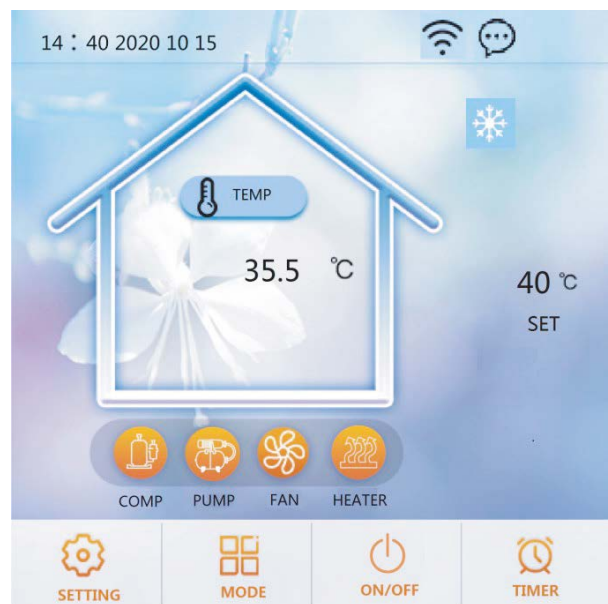 14：40 2020 10 15
TEMP
35.5 ℃
40 ℃
SET
COMP PUMP FAN HEATER
SETTING MODE ON/OFF TIMER